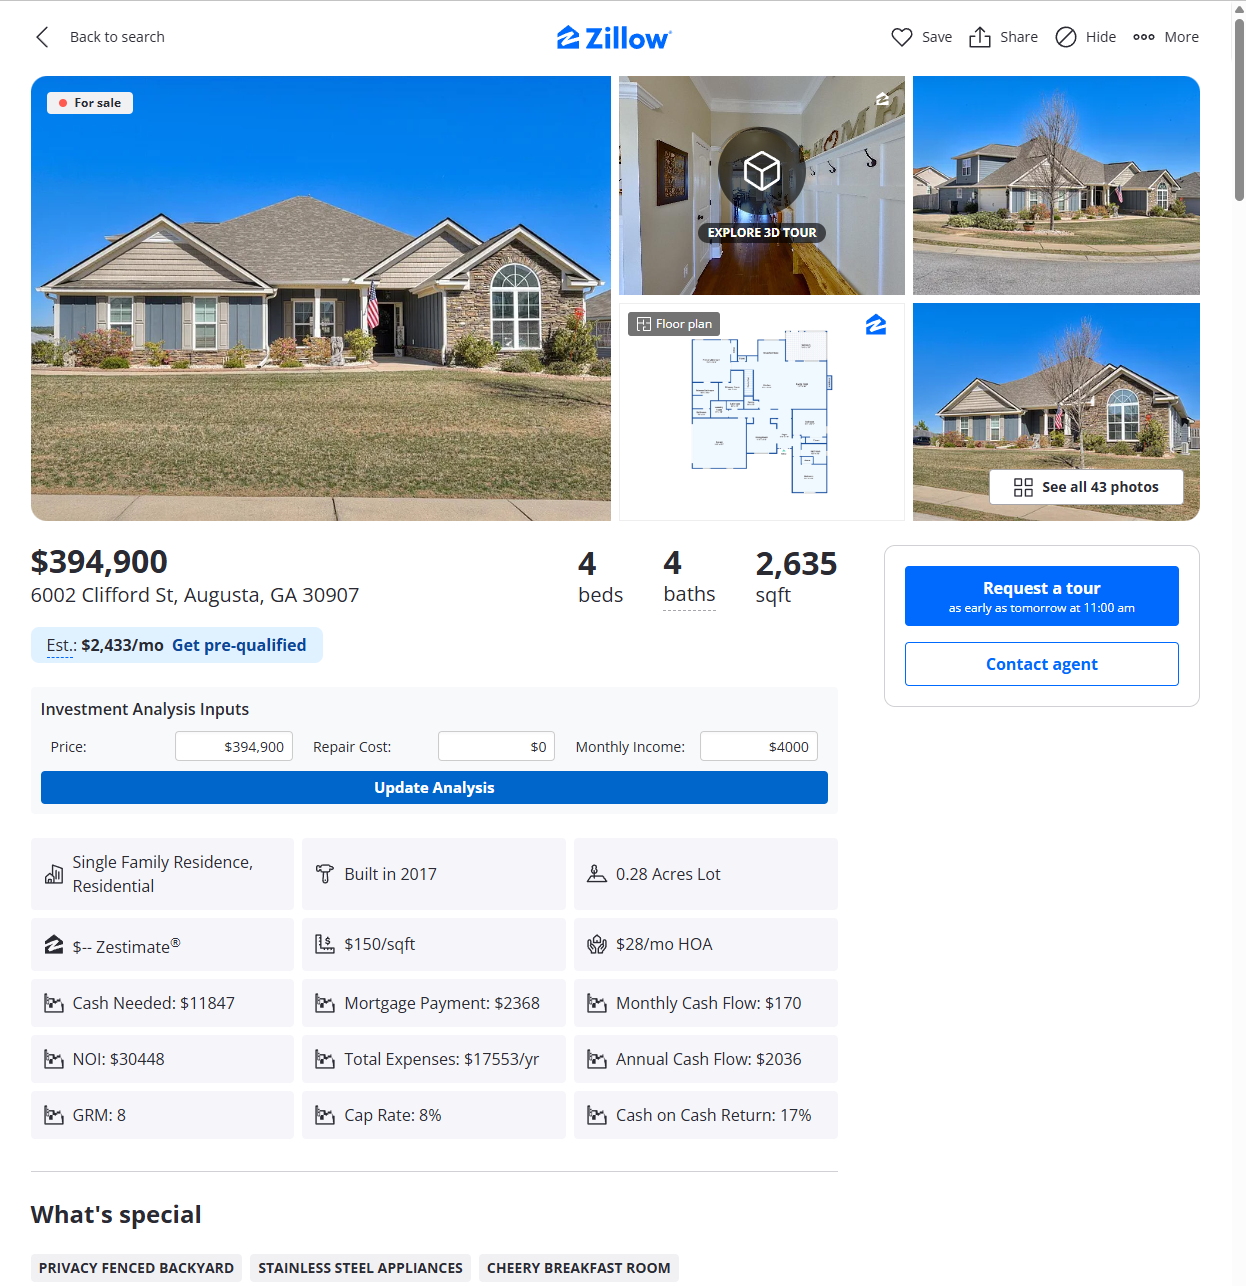 Back to search
Zillow
Save
Share
Hide
More
For sale
HOME
EXPLORE 3D TOUR
Floor plan
See all 43 photos
$394,900
6002 Clifford St, Augusta, GA 30907
4
beds
4
baths
2,635
sqft
Est.: $2,433/mo Get pre-qualified
Request a tour
as early as tomorrow at 11:00 am
Contact agent
Investment Analysis Inputs
Price: $394,900
Repair Cost: $0
Monthly Income: $4000
Update Analysis
Single Family Residence,
Residential
Built in 2017
0.28 Acres Lot
$-- Zestimate®
$150/sqft
$28/mo HOA
Cash Needed: $11847
Mortgage Payment: $2368
Monthly Cash Flow: $170
NOI: $30448
Total Expenses: $17553/yr
Annual Cash Flow: $2036
GRM: 8
Cap Rate: 8%
Cash on Cash Return: 17%
What's special
PRIVACY FENCED BACKYARD
STAINLESS STEEL APPLIANCES
CHEERY BREAKFAST ROOM